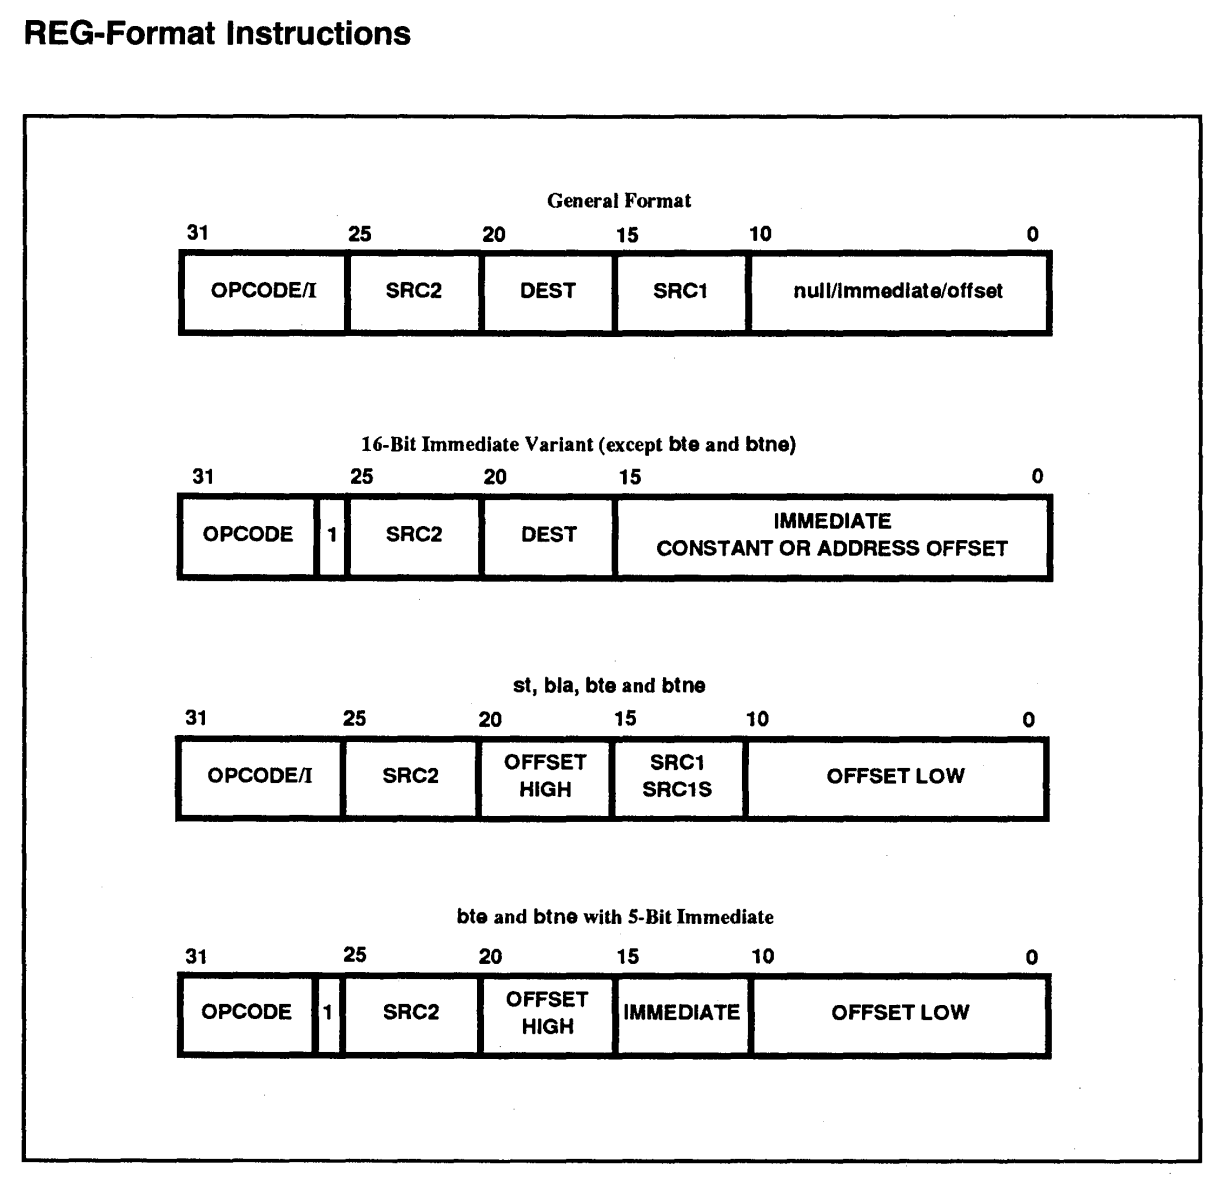 REG-Format Instructions
General Format
31 25 20 15 10 0
OPCODE/I SRC2 DEST SRC1 null/immediate/offset
16-Bit Immediate Variant (except bte and btne)
31 25 20 15 0
OPCODE 1 SRC2 DEST IMMEDIATE
CONSTANT OR ADDRESS OFFSET
st, bla, bte and btne
31 25 20 15 10 0
OPCODE/I SRC2 OFFSET HIGH SRC1 SRC1S OFFSET LOW
bte and btne with 5-Bit Immediate
31 25 20 15 10 0
OPCODE 1 SRC2 OFFSET HIGH IMMEDIATE OFFSET LOW